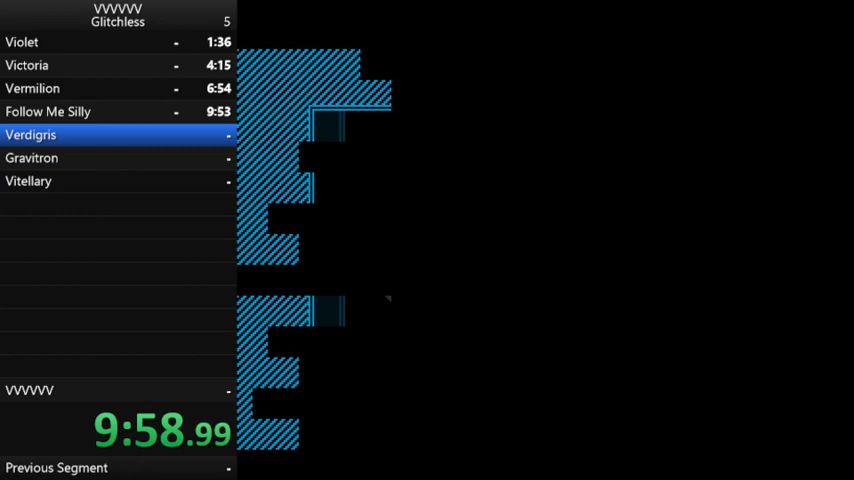 VVVVVV
Glitchless 5
Violet - 1:36
Victoria - 4:15
Vermilion - 6:54
Follow Me Silly - 9:53
Verdigris -
Gravitron -
Vitellary -
VVVVVV -
9:58.99
Previous Segment -